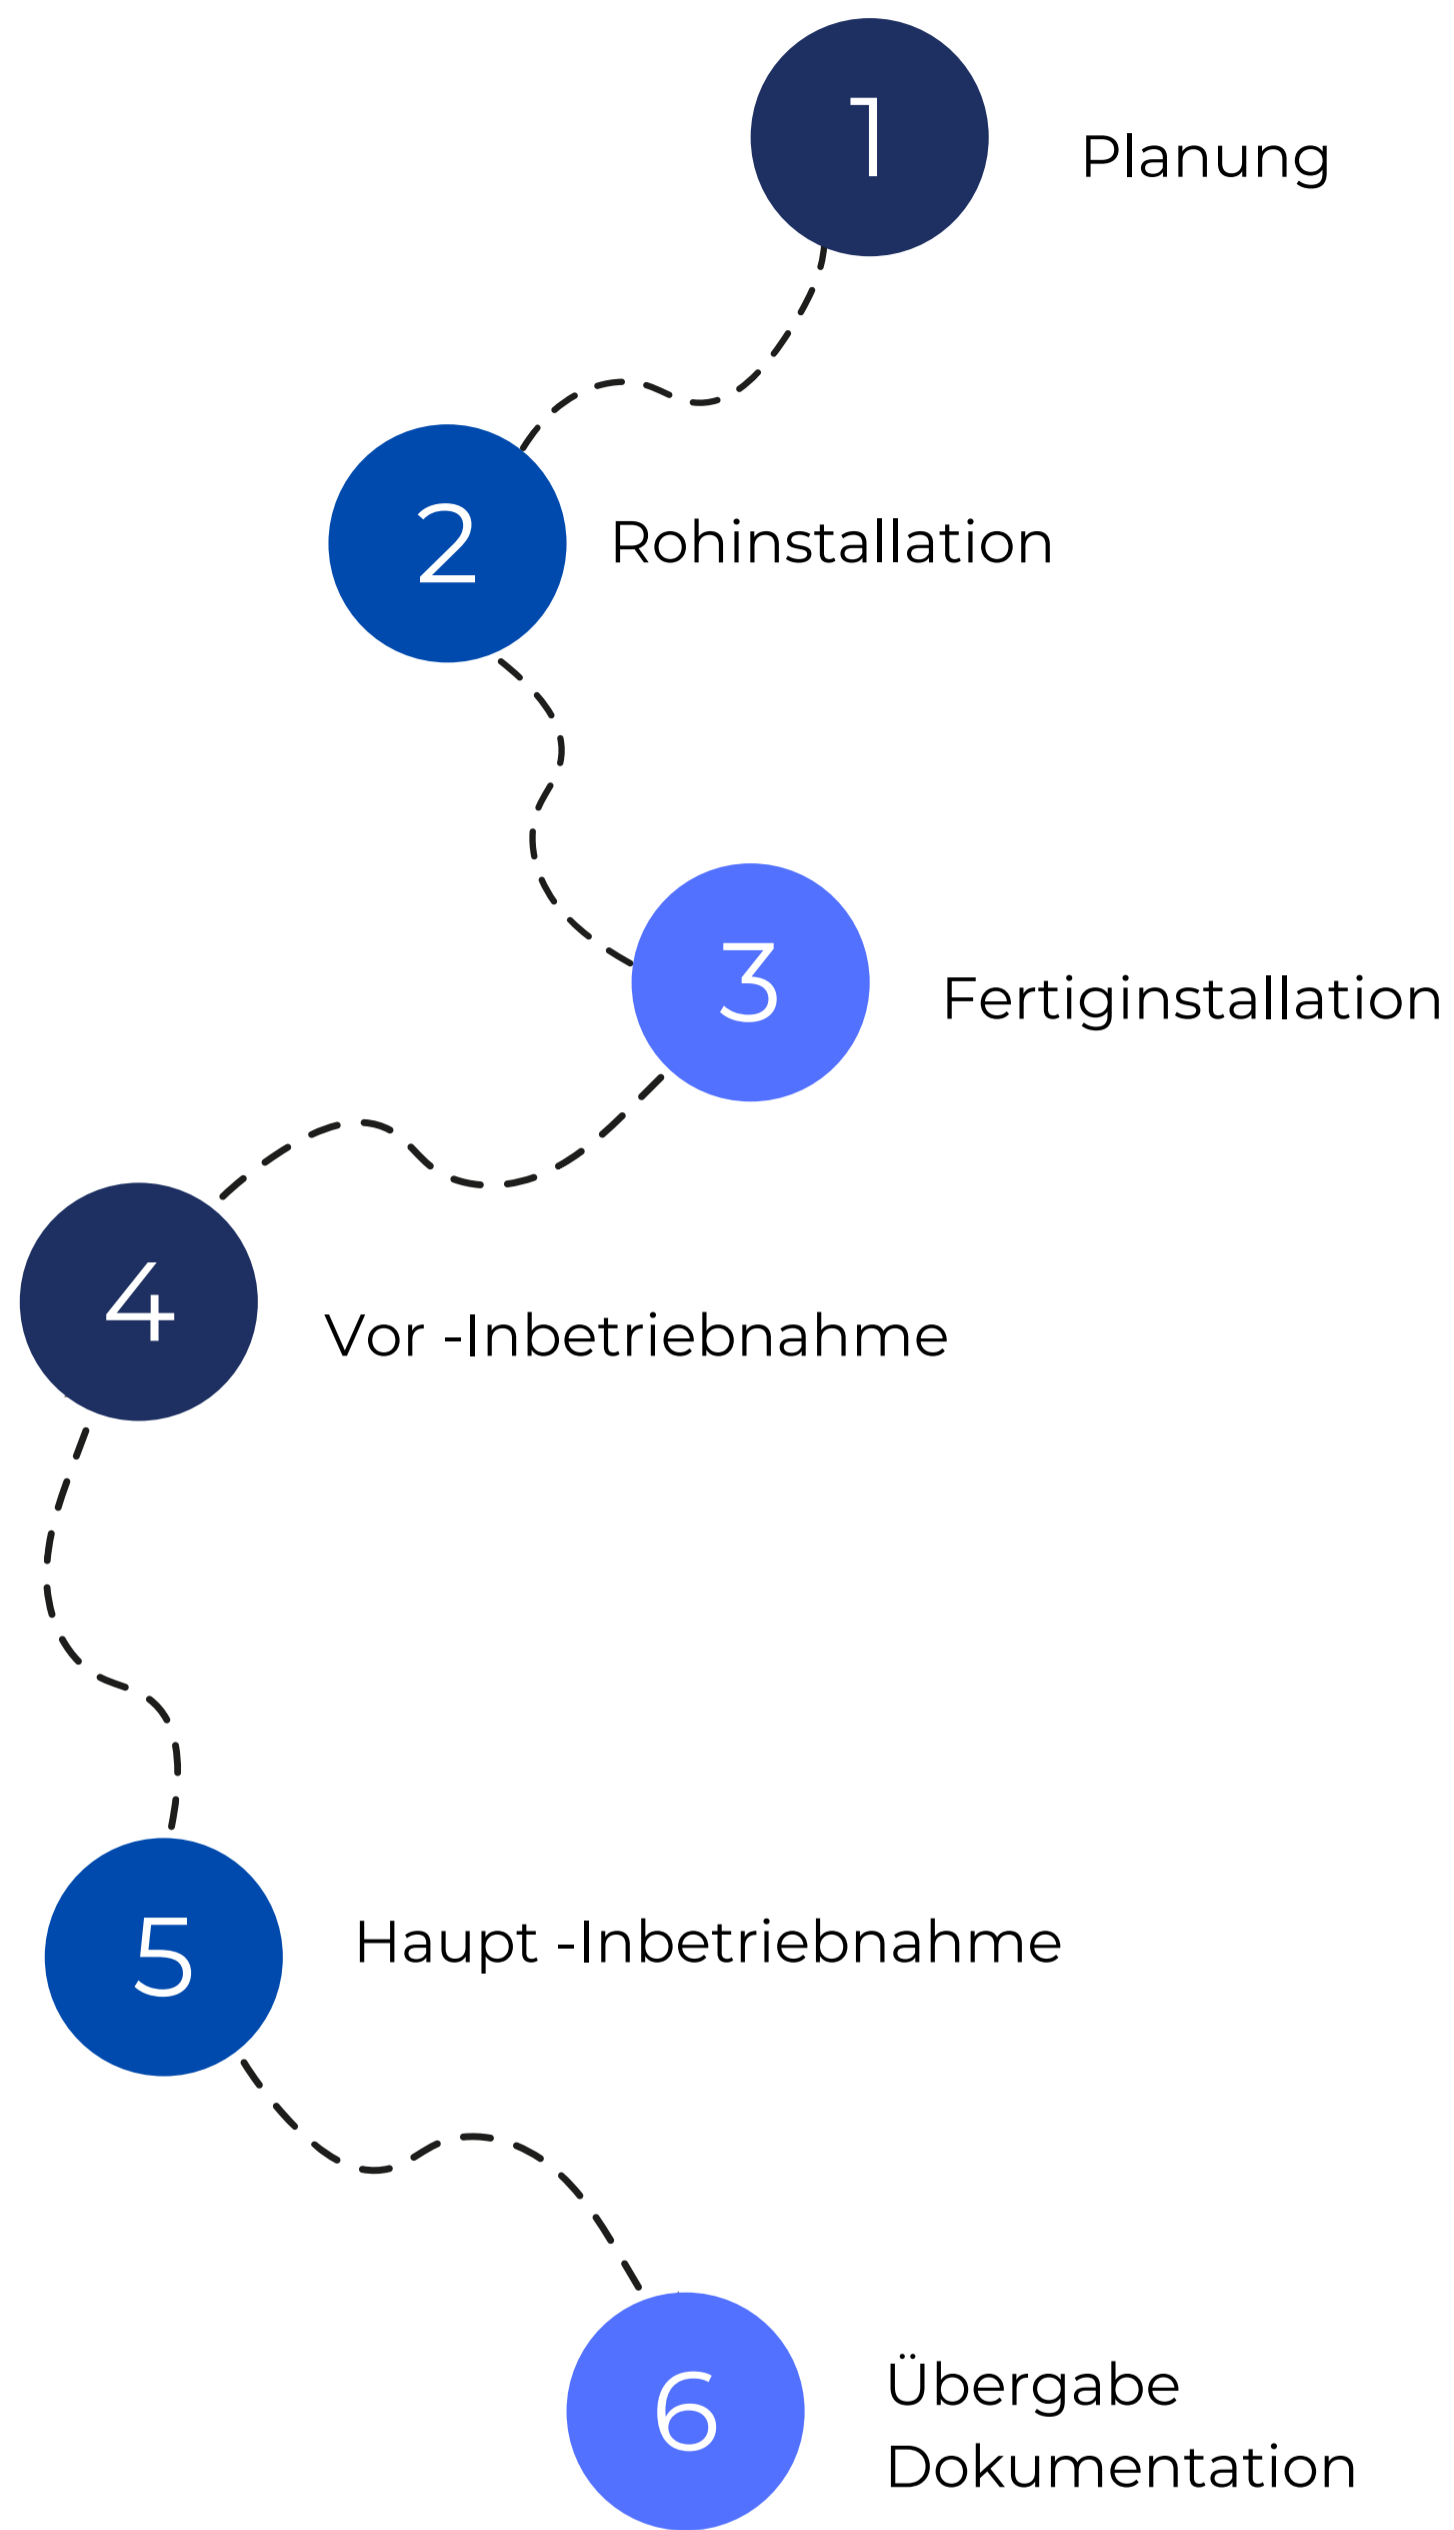 1
Planung
2
Rohinstallation
3
Fertiginstallation
4
Vor -Inbetriebnahme
5
Haupt -Inbetriebnahme
6
Übergabe
Dokumentation